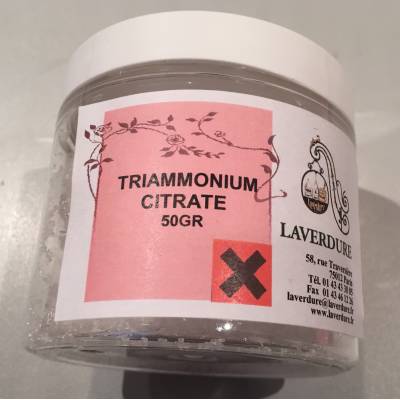 TRIAMMONIUM
CITRATE
50GR
LAVERDURE
58, rue Traversière
75012 Paris
Tél. 01 43 43 38 85
Fax 01 43 46 12 26
laverdure@laverdure.fr
www.laverdure.fr